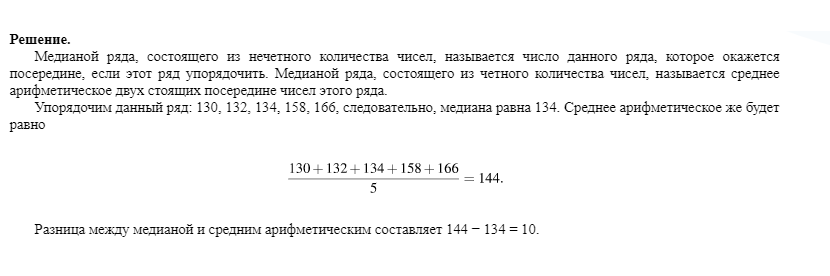 Решение.
Медианой ряда, состоящего из нечетного количества чисел, называется число данного ряда, которое окажется
посередине, если этот ряд упорядочить. Медианой ряда, состоящего из четного количества чисел, называется среднее
арифметическое двух стоящих посередине чисел этого ряда.
Упорядочим данный ряд: 130, 132, 134, 158, 166, следовательно, медиана равна 134. Среднее арифметическое же будет
равно
130 + 132 + 134 + 158 + 166
5
= 144.
Разница между медианой и средним арифметическим составляет 144 − 134 = 10.